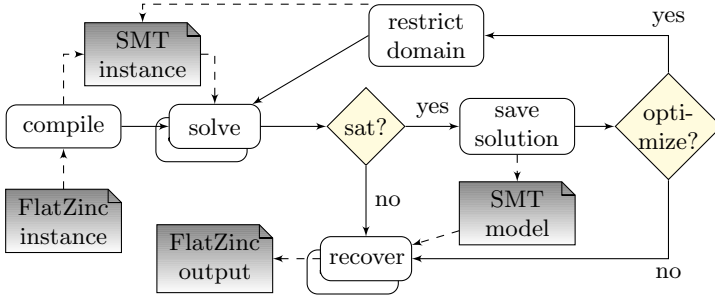 restrict
domain
yes
SMT
instance
compile
solve
sat?
yes
save
solution
opti-
mize?
FlatZinc
instance
no
SMT
model
FlatZinc
output
recover
no